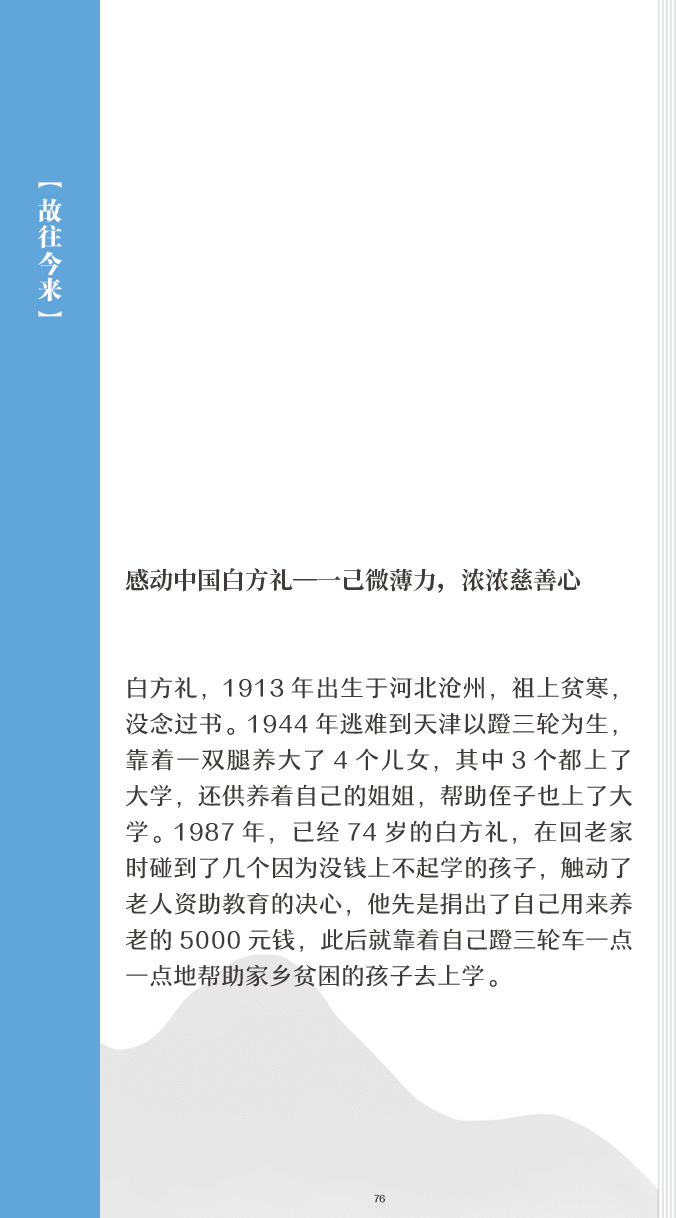 【故往今来】
感动中国白方礼—一己微薄力，浓浓慈善心
白方礼，1913 年出生于河北沧州，祖上贫寒，
没念过书。1944 年逃难到天津以蹬三轮为生，
靠着一双腿养大了 4 个儿女，其中 3 个都上了
大学，还供养着自己的姐姐，帮助侄子也上了大
学。1987 年，已经 74 岁的白方礼，在回老家
时碰到了几个因为没钱上不起学的孩子，触动了
老人资助教育的决心，他先是捐出了自己用来养
老的 5000 元钱，此后就靠着自己蹬三轮车一点
一点地帮助家乡贫困的孩子去上学。
76